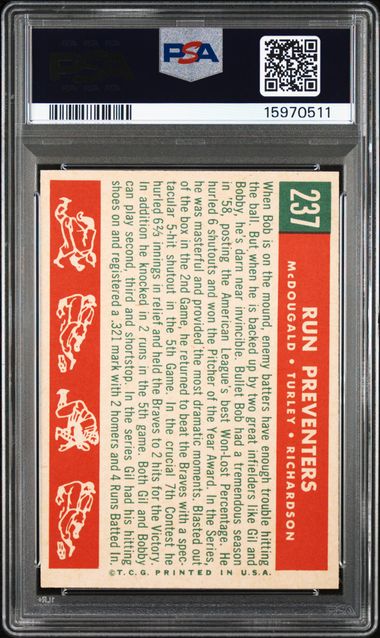 PSA
PSA
15970511
237
RUN PREVENTERS
McDOUGALD • TURLEY • RICHARDSON
When Bob is on the mound, enemy batters have enough trouble hitting
the ball. But when he is backed up by two great infielders like Gil and
Bobby, he's darn near invincible. Bullet Bob had a tremendous season
in '58, posting the American League's best Won-Lost Percentage. He
hurled 6 shutouts and won the Pitcher of the Year Award. In the Series,
he was masterful and provided the most dramatic moments. Blasted out
of the box in the 2nd Game, he returned to beat the Braves with a spec-
tacular 5-hit shutout in the 5th Game. In the crucial 7th Contest he
hurled 6⅔ innings in relief and held the Braves to 2 hits for the Victory.
In addition he knocked in 2 runs in the 5th game. Both Gil and Bobby
can play second, third and shortstop. In the series, Gil had his hitting
shoes on and registered a .321 mark with 2 homers and 4 Runs Batted In.
© T.C.G. PRINTED IN U.S.A.